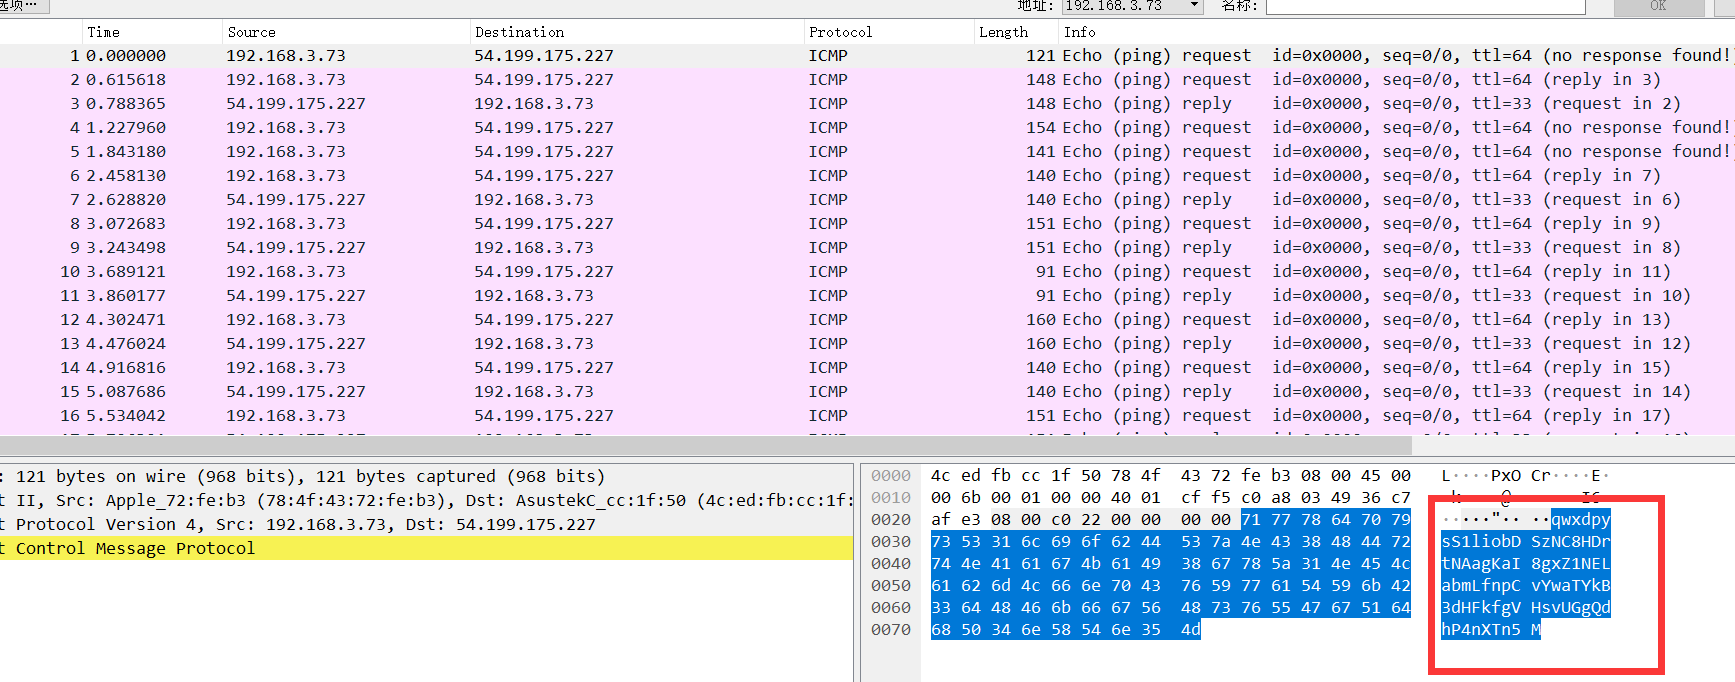 选项…
地址: 192.168.3.73 名称: OK
Time Source Destination Protocol Length Info
1 0.000000 192.168.3.73 54.199.175.227 ICMP 121 Echo (ping) request id=0x0000, seq=0/0, ttl=64 (no response found!)
2 0.615618 192.168.3.73 54.199.175.227 ICMP 148 Echo (ping) request id=0x0000, seq=0/0, ttl=64 (reply in 3)
3 0.788365 54.199.175.227 192.168.3.73 ICMP 148 Echo (ping) reply id=0x0000, seq=0/0, ttl=33 (request in 2)
4 1.227960 192.168.3.73 54.199.175.227 ICMP 154 Echo (ping) request id=0x0000, seq=0/0, ttl=64 (no response found!
5 1.843180 192.168.3.73 54.199.175.227 ICMP 141 Echo (ping) request id=0x0000, seq=0/0, ttl=64 (no response found!
6 2.458130 192.168.3.73 54.199.175.227 ICMP 140 Echo (ping) request id=0x0000, seq=0/0, ttl=64 (reply in 7)
7 2.628820 54.199.175.227 192.168.3.73 ICMP 140 Echo (ping) reply id=0x0000, seq=0/0, ttl=33 (request in 6)
8 3.072683 192.168.3.73 54.199.175.227 ICMP 151 Echo (ping) request id=0x0000, seq=0/0, ttl=64 (reply in 9)
9 3.243498 54.199.175.227 192.168.3.73 ICMP 151 Echo (ping) reply id=0x0000, seq=0/0, ttl=33 (request in 8)
10 3.689121 192.168.3.73 54.199.175.227 ICMP 91 Echo (ping) request id=0x0000, seq=0/0, ttl=64 (reply in 11)
11 3.860177 54.199.175.227 192.168.3.73 ICMP 91 Echo (ping) reply id=0x0000, seq=0/0, ttl=33 (request in 10)
12 4.302471 192.168.3.73 54.199.175.227 ICMP 160 Echo (ping) request id=0x0000, seq=0/0, ttl=64 (reply in 13)
13 4.476024 54.199.175.227 192.168.3.73 ICMP 160 Echo (ping) reply id=0x0000, seq=0/0, ttl=33 (request in 12)
14 4.916816 192.168.3.73 54.199.175.227 ICMP 140 Echo (ping) request id=0x0000, seq=0/0, ttl=64 (reply in 15)
15 5.087686 54.199.175.227 192.168.3.73 ICMP 140 Echo (ping) reply id=0x0000, seq=0/0, ttl=33 (request in 14)
16 5.534042 192.168.3.73 54.199.175.227 ICMP 151 Echo (ping) request id=0x0000, seq=0/0, ttl=64 (reply in 17)
: 121 bytes on wire (968 bits), 121 bytes captured (968 bits)
t II, Src: Apple_72:fe:b3 (78:4f:43:72:fe:b3), Dst: AsustekC_cc:1f:50 (4c:ed:fb:cc:1f:
t Protocol Version 4, Src: 192.168.3.73, Dst: 54.199.175.227
t Control Message Protocol
0000 4c ed fb cc 1f 50 78 4f 43 72 fe b3 08 00 45 00 L····PxO Cr····E·
0010 00 6b 00 01 00 00 40 01 cf f5 c0 a8 03 49 36 c7 ·k····@· ·····I6·
0020 af e3 08 00 c0 22 00 00 00 00 71 77 78 64 70 79 ·····"·· ··qwxdpy
0030 73 53 31 6c 69 6f 62 44 53 7a 4e 43 38 48 44 72 sS1liobD SzNC8HDr
0040 74 4e 41 61 67 4b 61 49 38 67 78 5a 31 4e 45 4c tNAagKaI 8gxZ1NEL
0050 61 62 6d 4c 66 6e 70 43 76 59 77 61 54 59 6b 42 abmLfnpC vYwaTYkB
0060 33 64 48 46 6b 66 67 56 48 73 76 55 47 67 51 64 3dHFkfgV HsvUGgQd
0070 68 50 34 6e 58 54 6e 35 4d hP4nXTn5 M